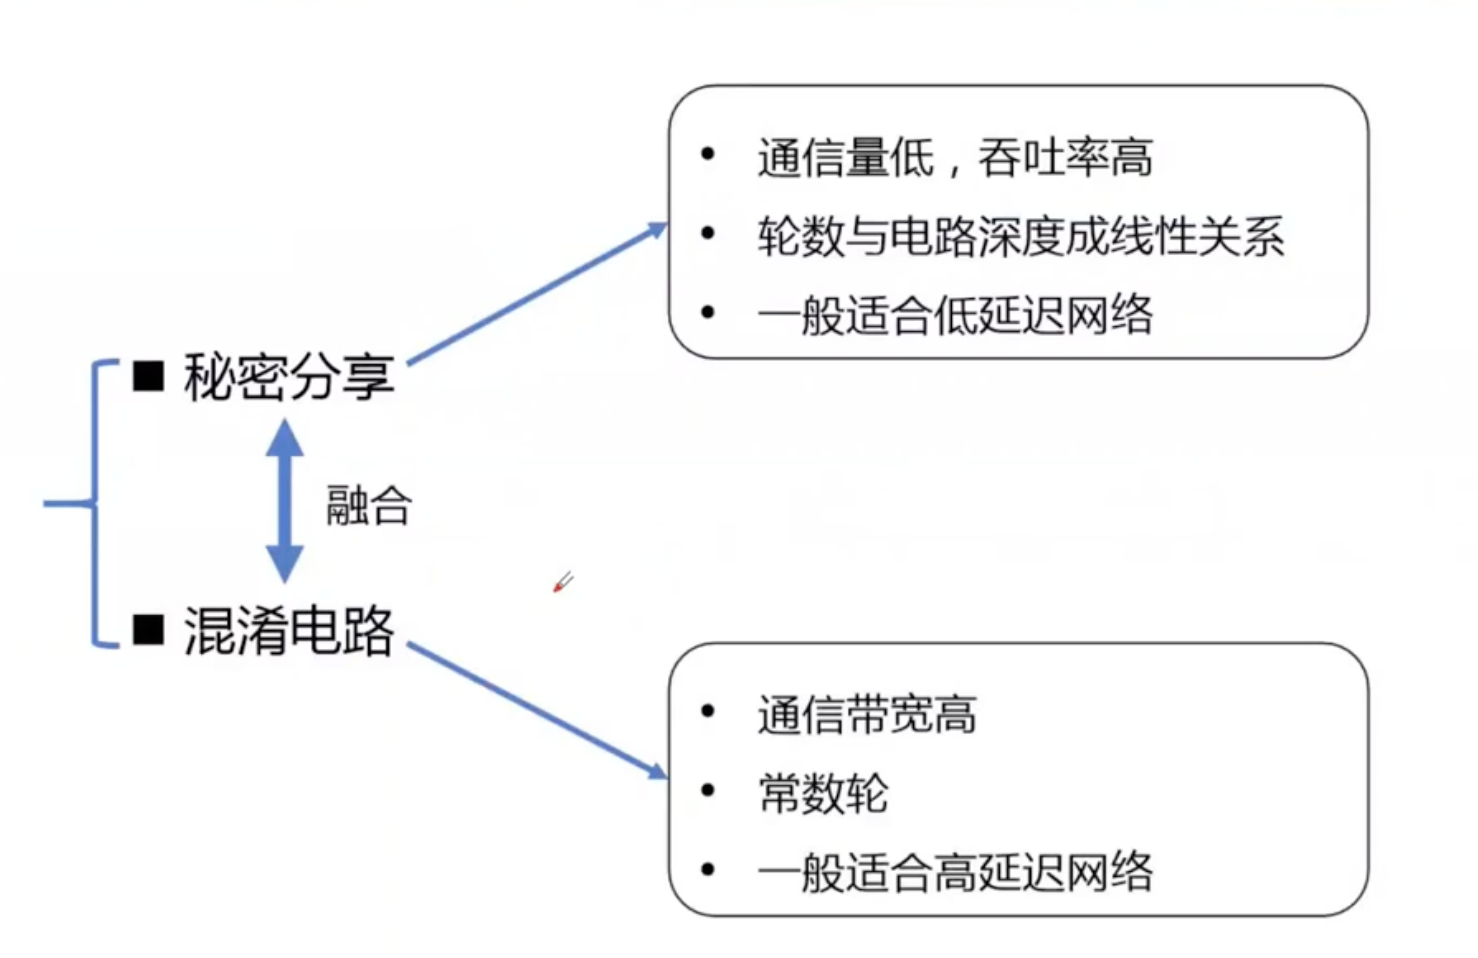 通信量低，吞吐率高
轮数与电路深度成线性关系
一般适合低延迟网络
秘密分享
融合
混淆电路
通信带宽高
常数轮
一般适合高延迟网络